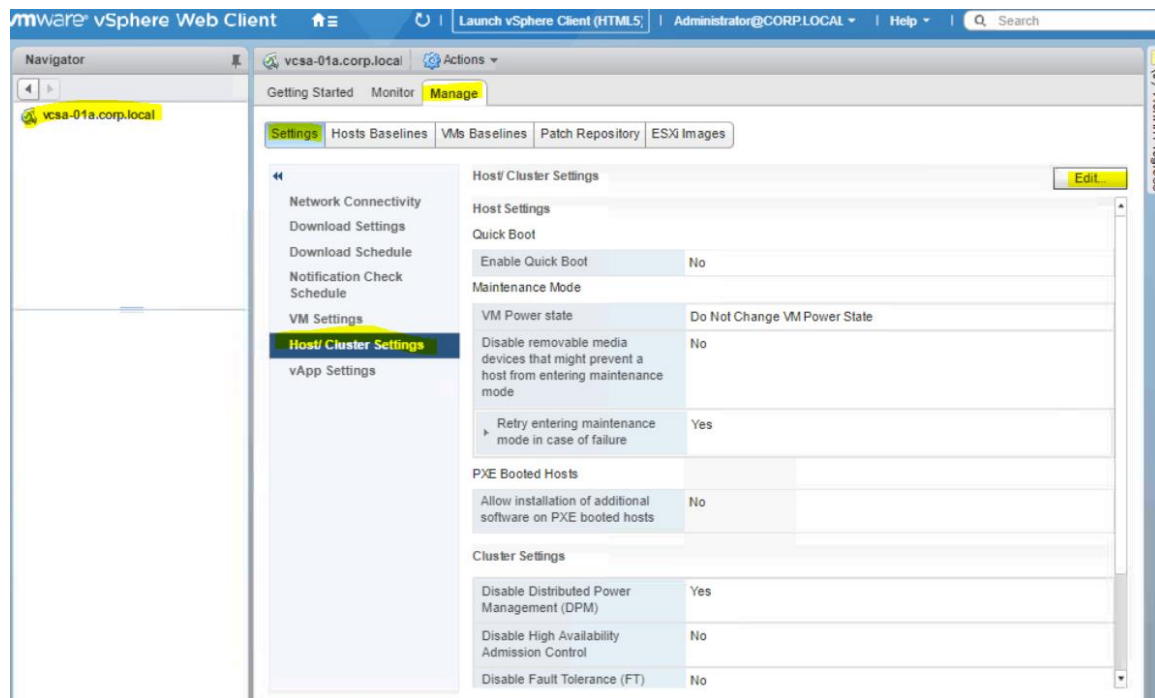 vmware® vSphere Web Client
Launch vSphere Client (HTML5) | Administrator@CORP.LOCAL | Help | Search
Navigator
vcsa-01a.corp.local
vcsa-01a.corp.local Actions
Getting Started Monitor Manage
Settings Hosts Baselines VMs Baselines Patch Repository ESXi Images
Network Connectivity
Download Settings
Download Schedule
Notification Check
Schedule
VM Settings
Host/ Cluster Settings
vApp Settings
Host/ Cluster Settings Edit...
Host Settings
Quick Boot
Enable Quick Boot No
Maintenance Mode
VM Power state Do Not Change VM Power State
Disable removable media No
devices that might prevent a
host from entering maintenance
mode
Retry entering maintenance Yes
mode in case of failure
PXE Booted Hosts
Allow installation of additional No
software on PXE booted hosts
Cluster Settings
Disable Distributed Power Yes
Management (DPM)
Disable High Availability No
Admission Control
Disable Fault Tolerance (FT) No